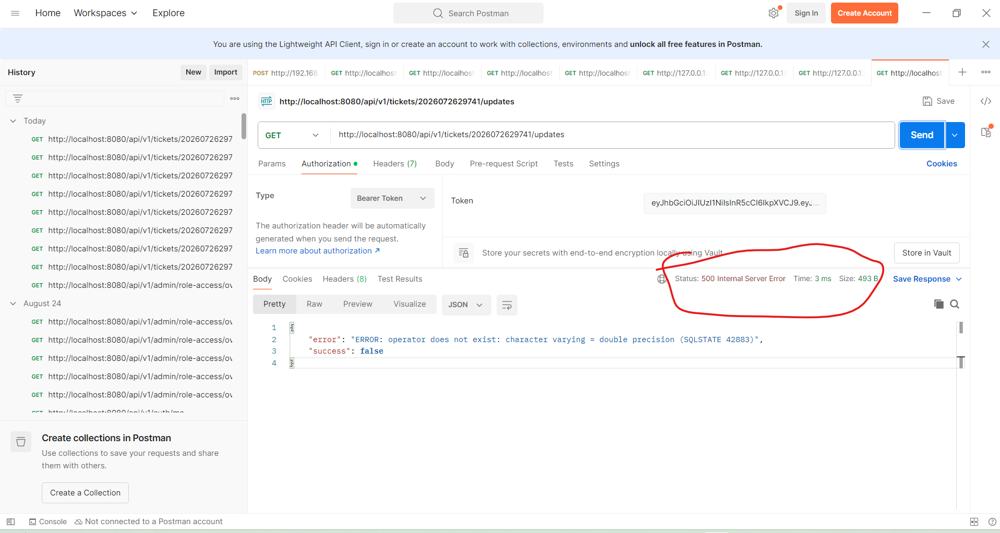 Home Workspaces Explore
Search Postman
Sign In Create Account
You are using the Lightweight API Client, sign in or create an account to work with collections, environments and unlock all free features in Postman.
History New Import
POST http://192.168 GET http://localhost GET http://localhost GET http://localhost GET http://localhost GET http://127.0.0.1: GET http://127.0.0.1: GET http://127.0.0.1: GET http://localhost
HTTP http://localhost:8080/api/v1/tickets/2026072629741/updates Save
GET http://localhost:8080/api/v1/tickets/2026072629741/updates Send
Params Authorization Headers (7) Body Pre-request Script Tests Settings Cookies
Type Bearer Token
The authorization header will be automatically
generated when you send the request.
Learn more about authorization
Token eyJhbGciOiJIUzI1NiIsInR5cCI6IkpXVCJ9.eyJ...
Store your secrets with end-to-end encryption locally using Vault. Store in Vault
Body Cookies Headers (8) Test Results Status: 500 Internal Server Error Time: 3 ms Size: 493 B Save Response
Pretty Raw Preview Visualize JSON
1 {
2 "error": "ERROR: operator does not exist: character varying = double precision (SQLSTATE 42883)",
3 "success": false
4 }
Today
GET http://localhost:8080/api/v1/tickets/20260726297
GET http://localhost:8080/api/v1/tickets/20260726297
GET http://localhost:8080/api/v1/tickets/20260726297
GET http://localhost:8080/api/v1/tickets/20260726297
GET http://localhost:8080/api/v1/tickets/20260726297
GET http://localhost:8080/api/v1/tickets/20260726297
GET http://localhost:8080/api/v1/tickets/20260726297
GET http://localhost:8080/api/v1/tickets/20260726297
GET http://localhost:8080/api/v1/admin/role-access/ov
August 24
GET http://localhost:8080/api/v1/admin/role-access/ov
GET http://localhost:8080/api/v1/admin/role-access/ov
GET http://localhost:8080/api/v1/admin/role-access/ov
GET http://localhost:8080/api/v1/admin/role-access/ov
GET http://localhost:8080/api/v1/admin/role-access/ov
GET http://localhost:8080/api/v1/auth/me
Create collections in Postman
Use collections to save your requests and share
them with others.
Create a Collection
Console Not connected to a Postman account